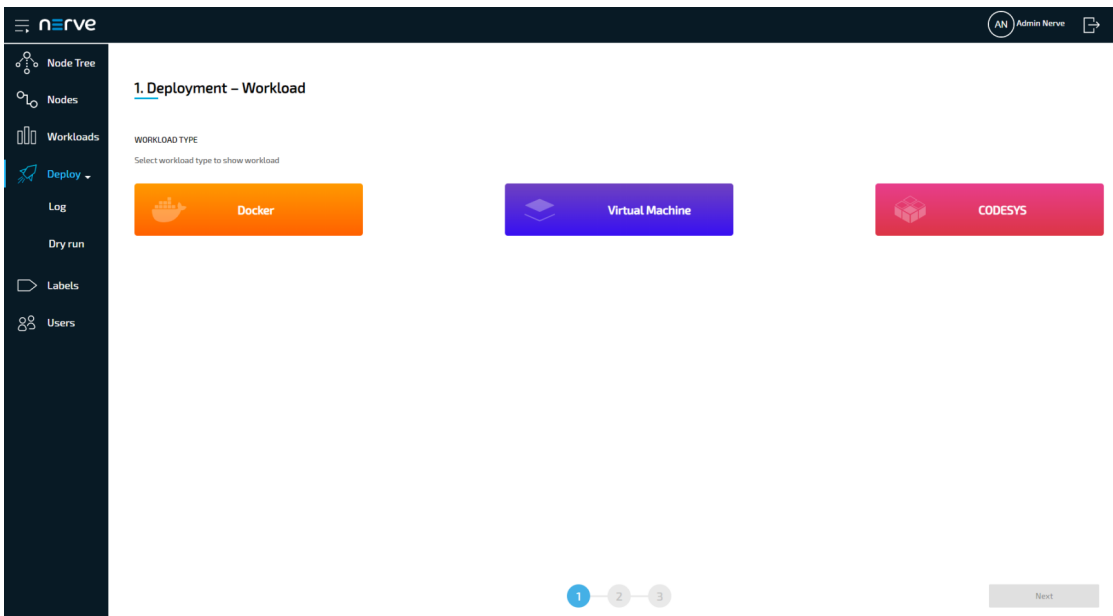 nerve
AN Admin Nerve
Node Tree
Nodes
Workloads
Deploy
Log
Dry run
Labels
Users
1. Deployment – Workload
WORKLOAD TYPE
Select workload type to show workload
Docker
Virtual Machine
CODESYS
1 2 3
Next